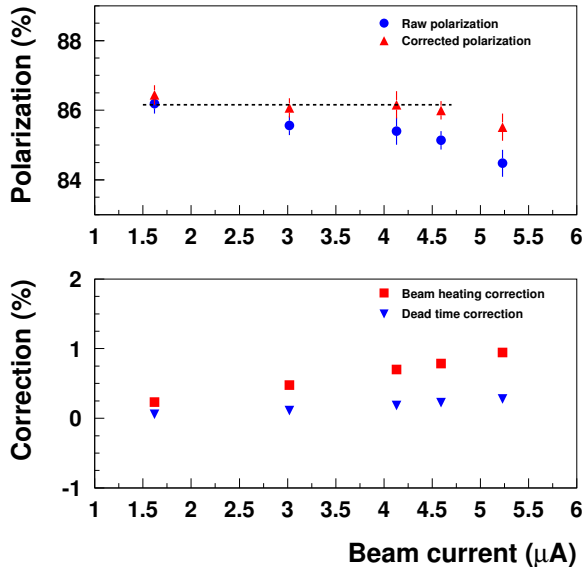 Polarization (%)
88
86
84
Raw polarization
Corrected polarization
1 1.5 2 2.5 3 3.5 4 4.5 5 5.5 6
Correction (%)
2
1
0
-1
Beam heating correction
Dead time correction
1 1.5 2 2.5 3 3.5 4 4.5 5 5.5 6
Beam current (μA)